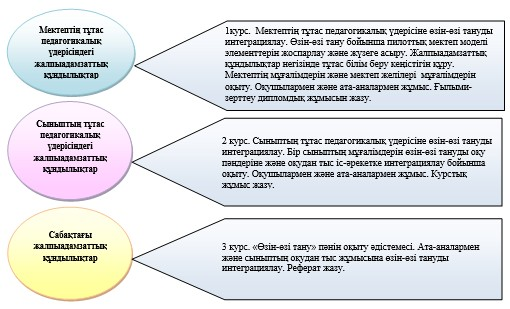 Мектептің тұтас
педагогикалық
үдерісіндегі
жалпыадамзаттық
құндылықтар
1курс. Мектептің тұтас педагогикалық үдерісіне өзін-өзі тануды
интеграциялау. Өзін-өзі тану бойынша пилоттық мектеп моделі
элементтерін жоспарлау және жүзеге асыру. Жалпыадамзаттық
құндылықтар негізінде тұтас білім беру кеңістігін құру.
Мектептің мұғалімдерін және мектеп желілері мұғалімдерін
оқыту. Оқушылармен және ата-аналармен жұмыс. Ғылыми-
зерттеу дипломдық жұмысын жазу.
Сыныптың тұтас
педагогикалық
үдерісіндегі
жалпыадамзаттық
құндылықтар
2 курс. Сыныптың тұтас педагогикалық үдерісіне өзін-өзі тануды
интеграциялау. Бір сыныптың мұғалімдерін өзін-өзі тануды оқу
пәндеріне және оқудан тыс іс-әрекетке интеграциялау бойынша
оқыту. Оқушылармен және ата-аналармен жұмыс. Курстық
жұмыс жазу.
Сабақтағы
жалпыадамзаттық
құндылықтар
3 курс. «Өзін-өзі тану» пәнін оқыту әдістемесі. Ата-аналармен
және сыныптың оқудан тыс жұмысына өзін-өзі тануды
интеграциялау. Реферат жазу.